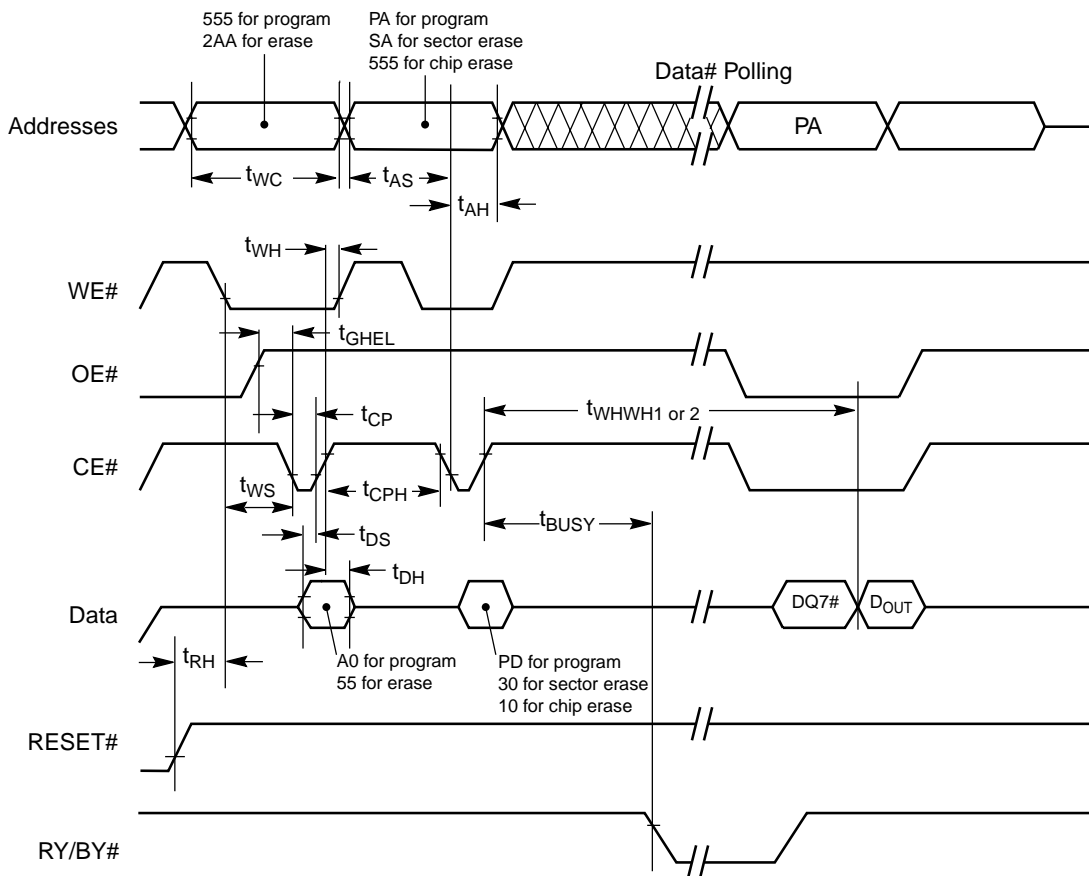 555 for program
2AA for erase
PA for program
SA for sector erase
555 for chip erase
Data# Polling
Addresses
PA
tWC
tAS
tAH
tWH
WE#
tGHEL
OE#
tWHWH1 or 2
tCP
CE#
tWS
tCPH
tBUSY
tDS
tDH
Data
DQ7#
DOUT
tRH
A0 for program
55 for erase
PD for program
30 for sector erase
10 for chip erase
RESET#
RY/BY#